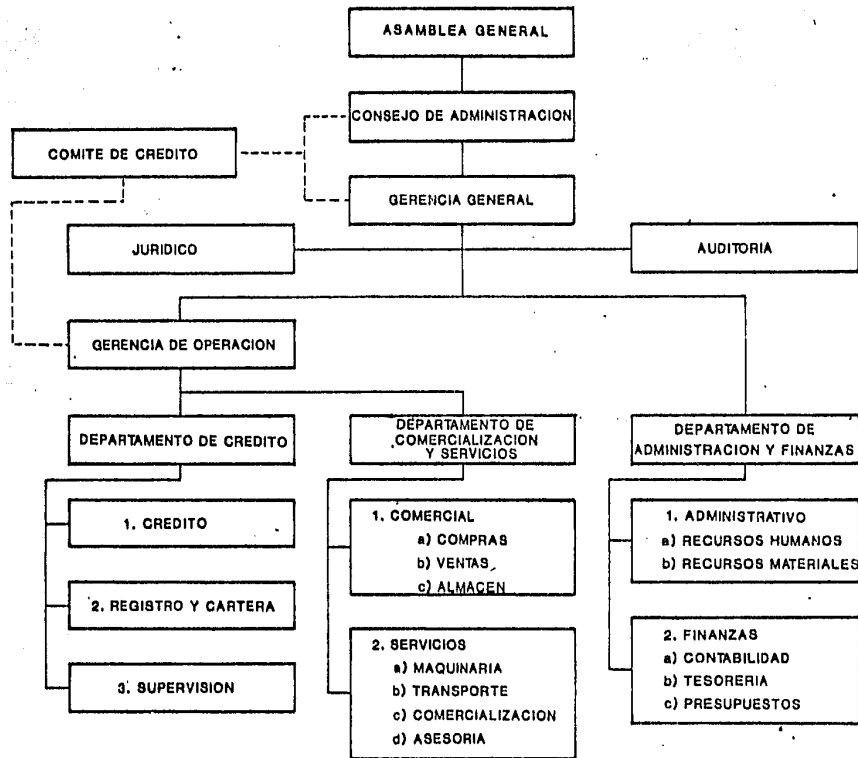 ASAMBLEA GENERAL
CONSEJO DE ADMINISTRACION
COMITE DE CREDITO
GERENCIA GENERAL
JURIDICO
AUDITORIA
GERENCIA DE OPERACION
DEPARTAMENTO DE CREDITO
DEPARTAMENTO DE
COMERCIALIZACION
Y SERVICIOS
DEPARTAMENTO DE
ADMINISTRACION Y FINANZAS
1. CREDITO
2. REGISTRO Y CARTERA
3. SUPERVISION
1. COMERCIAL
a) COMPRAS
b) VENTAS
c) ALMACEN
2. SERVICIOS
a) MAQUINARIA
b) TRANSPORTE
c) COMERCIALIZACION
d) ASESORIA
1. ADMINISTRATIVO
a) RECURSOS HUMANOS
b) RECURSOS MATERIALES
2. FINANZAS
a) CONTABILIDAD
b) TESORERIA
c) PRESUPUESTOS